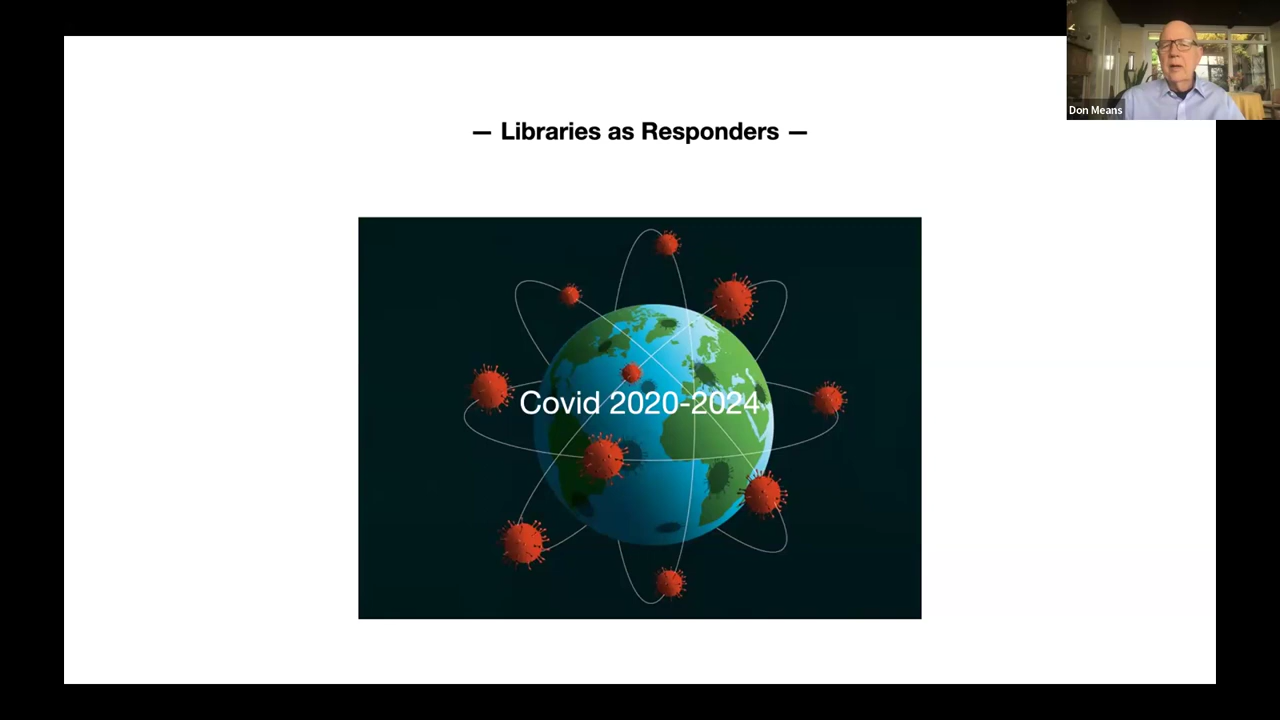 — Libraries as Responders —
Covid 2020-2024
Don Means